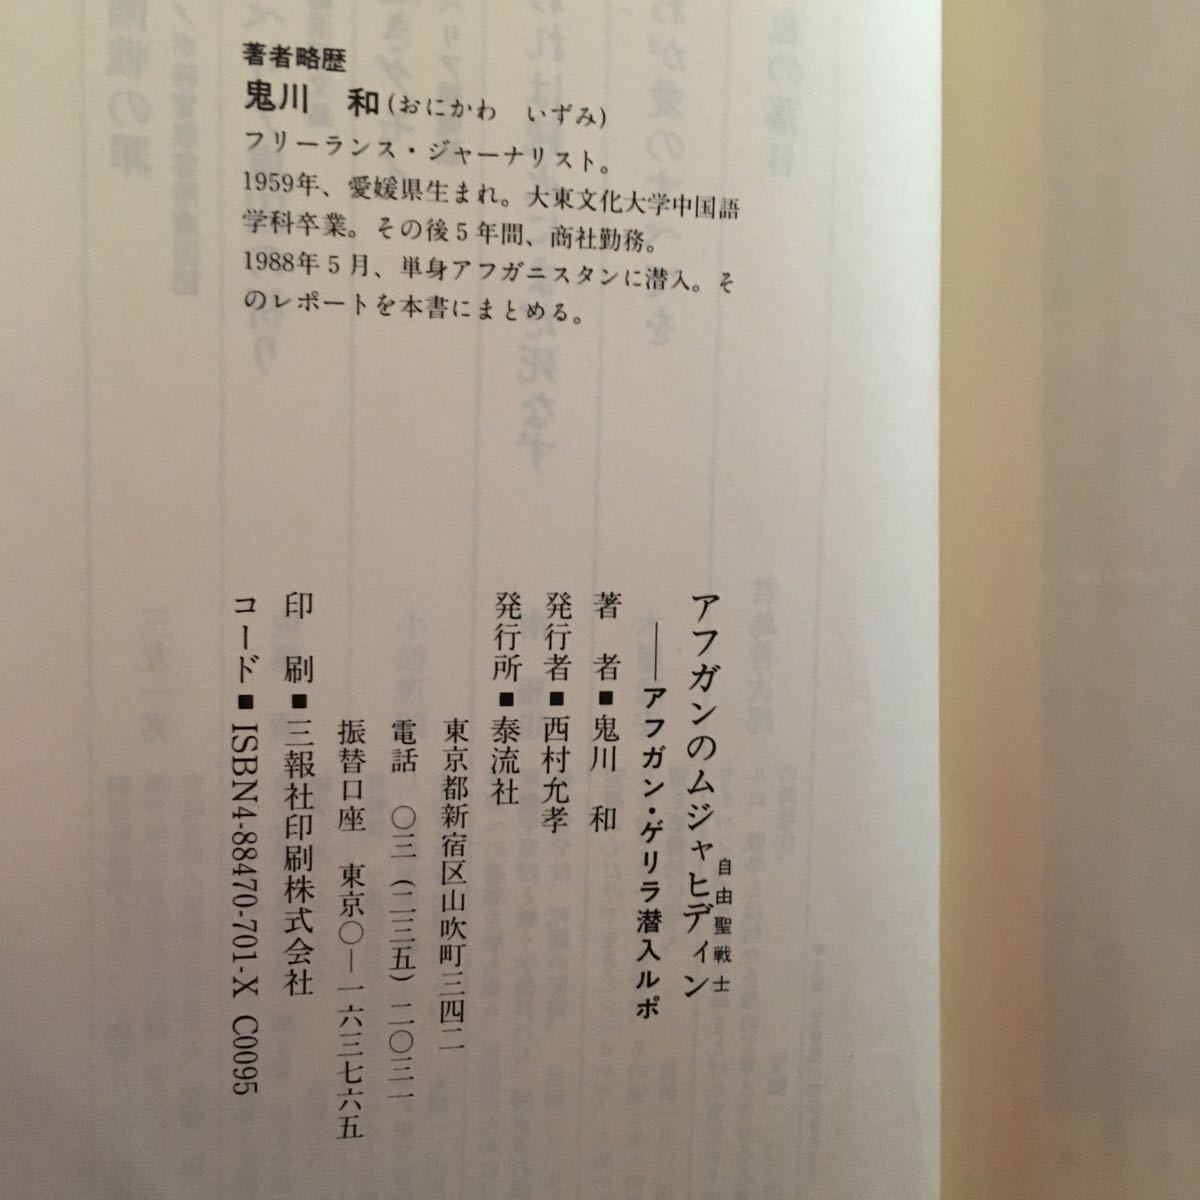 著者略歴
鬼川 和(おにかわ いずみ)
フリーランス・ジャーナリスト。
1959年、愛媛県生まれ。大東文化大学中国語
学科卒業。その後5年間、商社勤務。
1988年5月、単身アフガニスタンに潜入。そ
のレポートを本書にまとめる。
アフガンのムジャヒディン
自由聖戦士
――アフガン・ゲリラ潜入ルポ
著 者■鬼川 和
発行者■西村允孝
発行所■泰流社
東京都新宿区山吹町三四二
電話 〇三(二三五)二〇三一
振替口座 東京〇―一六三七六五
印 刷■三報社印刷株式会社
コード■ISBN4-88470-701-X C0095